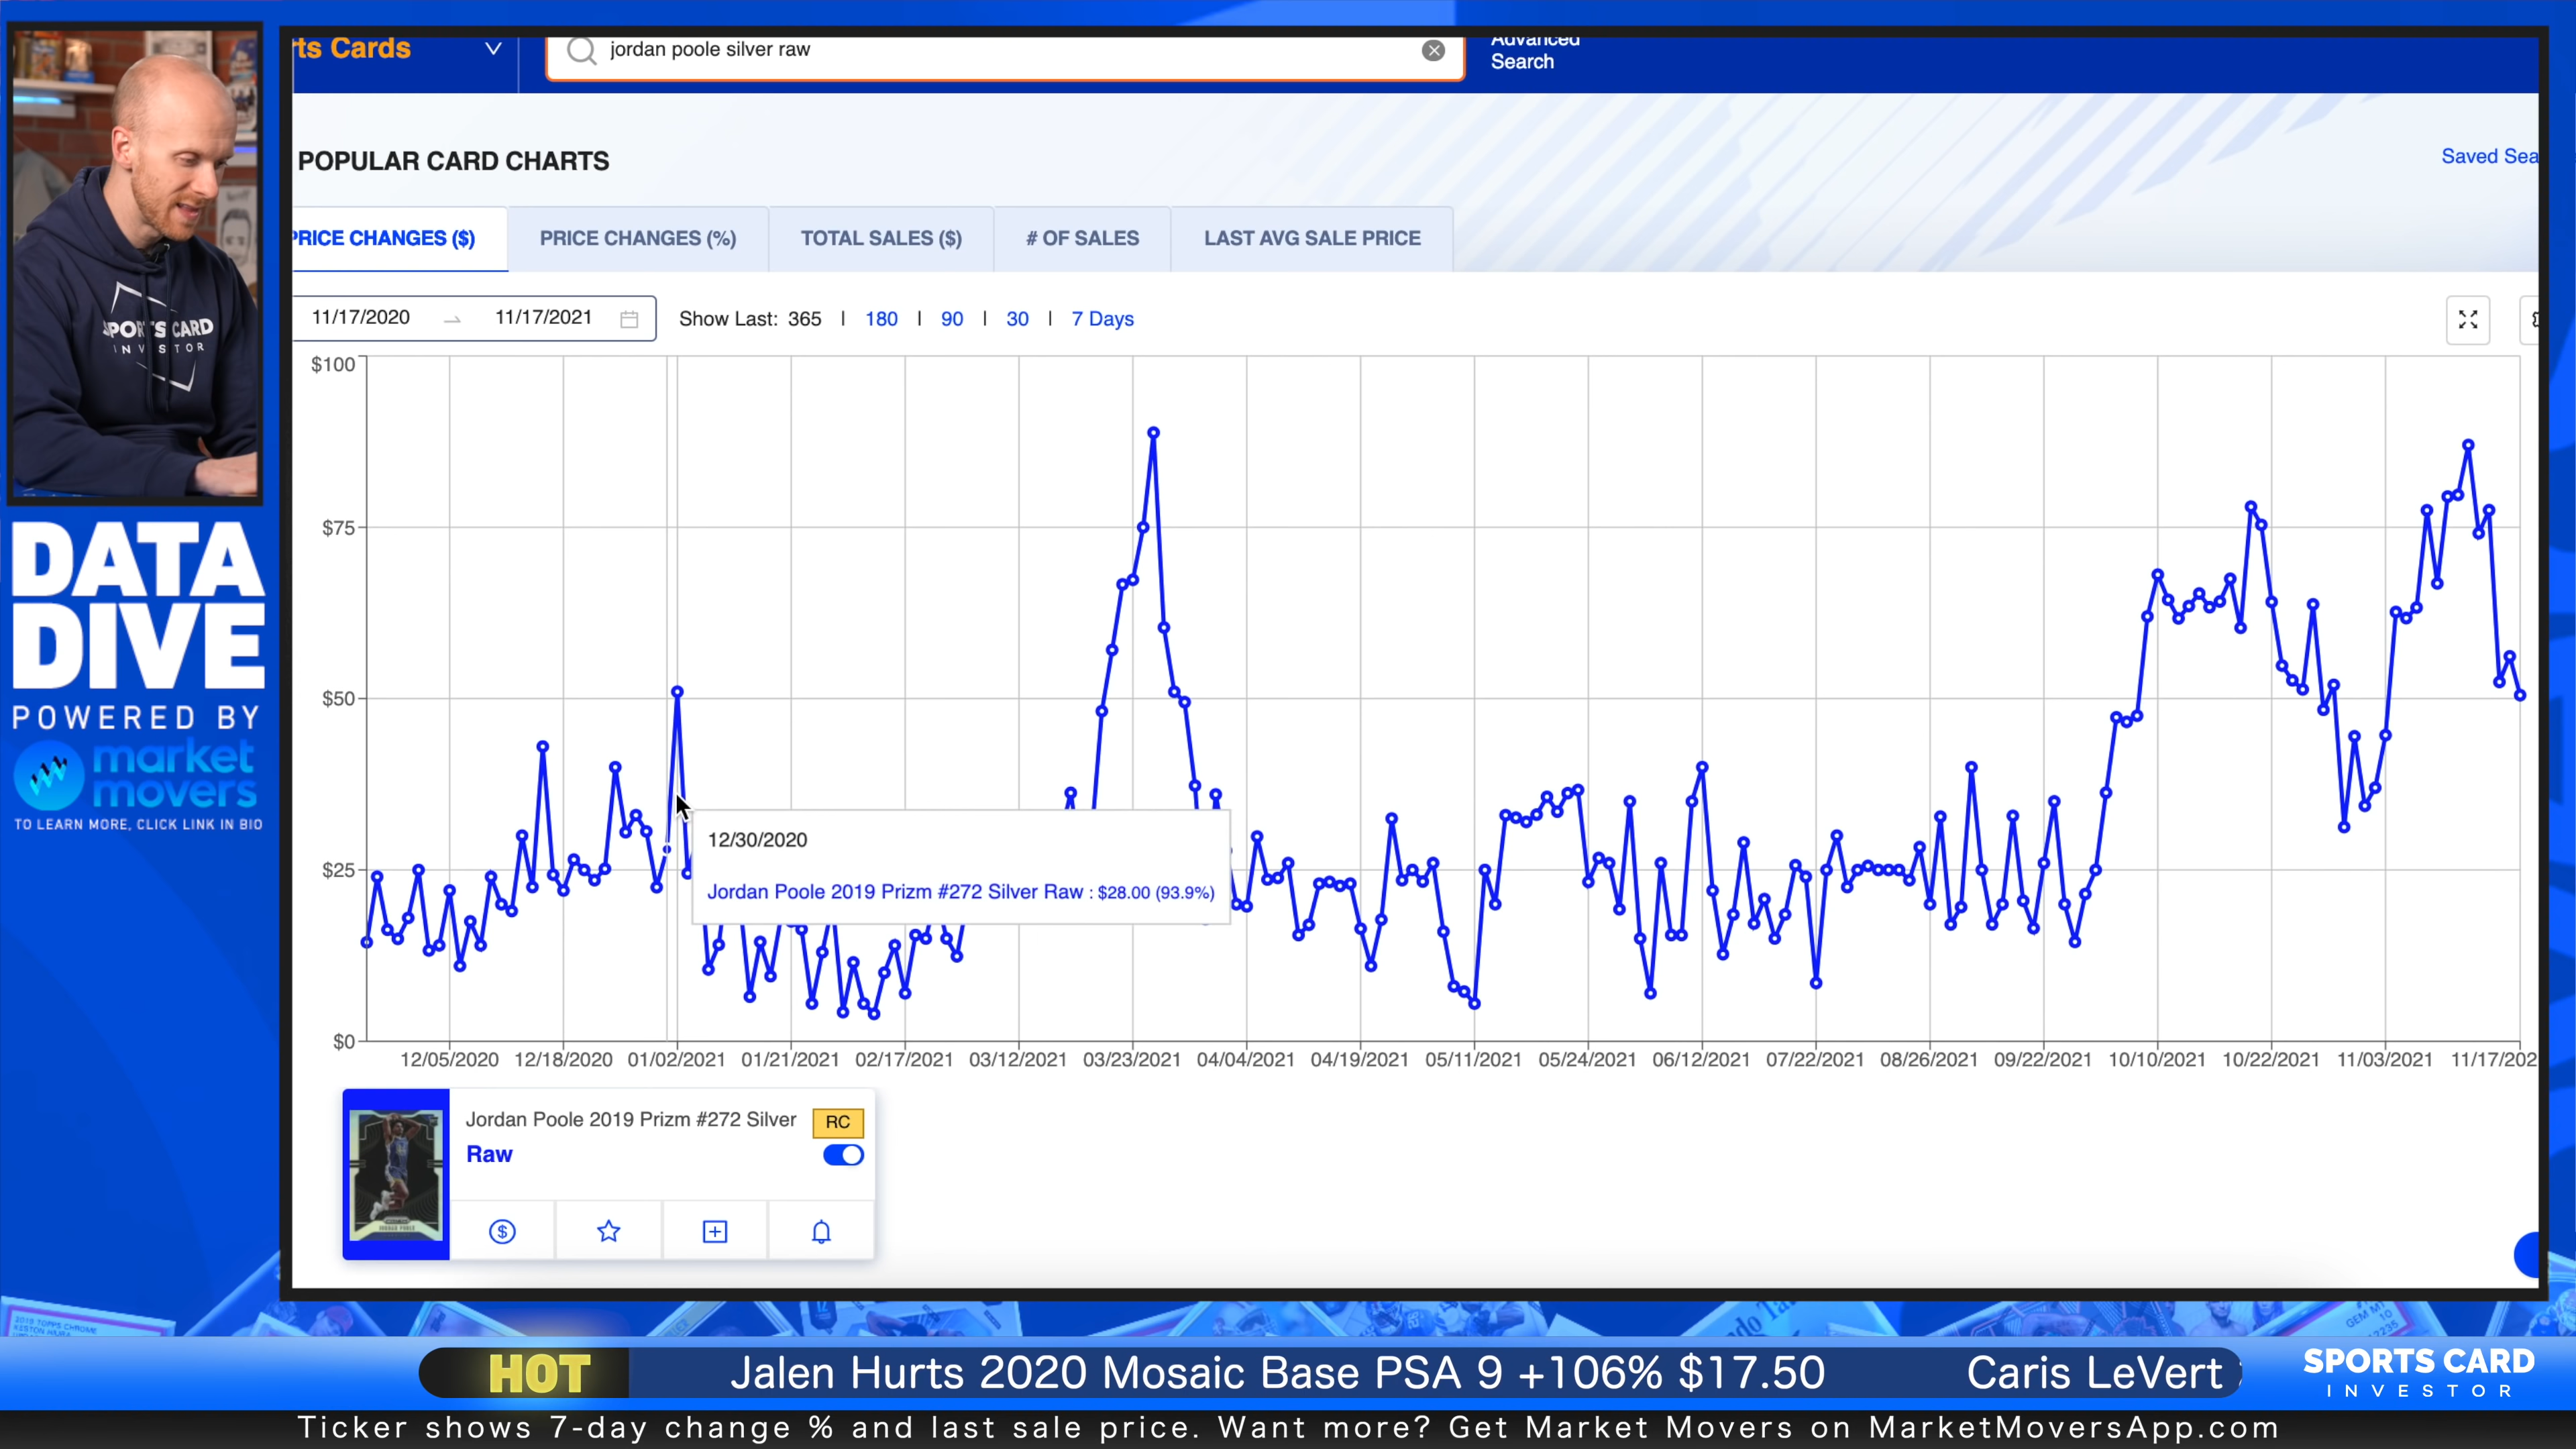 rts Cards
jordan poole silver raw
Advanced
Search
POPULAR CARD CHARTS
Saved Sea
PRICE CHANGES ($)
PRICE CHANGES (%)
TOTAL SALES ($)
# OF SALES
LAST AVG SALE PRICE
11/17/2020
11/17/2021
Show Last: 365 | 180 | 90 | 30 | 7 Days
SPORTS CARD
INVESTOR
$100
$75
$50
$25
$0
12/30/2020
Jordan Poole 2019 Prizm #272 Silver Raw : $28.00 (93.9%)
12/05/2020 12/18/2020 01/02/2021 01/21/2021 02/17/2021 03/12/2021 03/23/2021 04/04/2021 04/19/2021 05/11/2021 05/24/2021 06/12/2021 07/22/2021 08/26/2021 09/22/2021 10/10/2021 10/22/2021 11/03/2021 11/17/202
DATA
DIVE
POWERED BY
market
movers
TO LEARN MORE, CLICK LINK IN BIO
Jordan Poole 2019 Prizm #272 Silver
RC
Raw
HOT
Jalen Hurts 2020 Mosaic Base PSA 9 +106% $17.50
Caris LeVert
SPORTS CARD
INVESTOR
Ticker shows 7-day change % and last sale price. Want more? Get Market Movers on MarketMoversApp.com